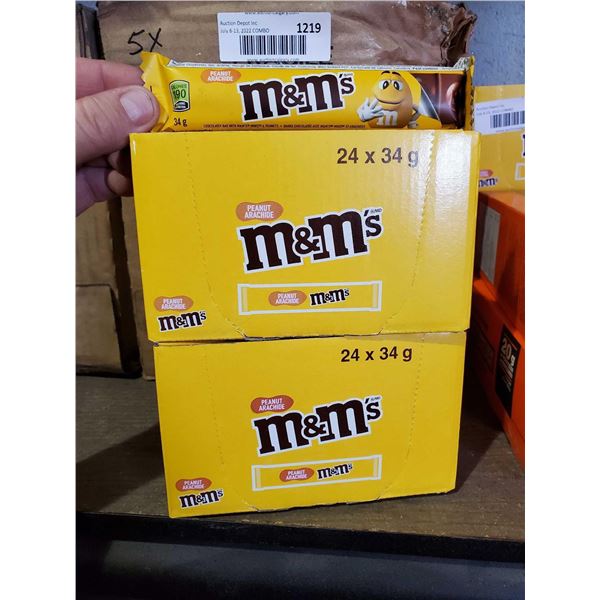 Auction Depot Inc
July 6-13, 2022 COMBO
1219
5X
PEANUT
ARACHIDE
m&m's
190
34 g
24 x 34 g
PEANUT
ARACHIDE
m&m's
PEANUT
ARACHIDE
m&m's
PEANUT
ARACHIDE
m&m's
24 x 34 g
PEANUT
ARACHIDE
m&m's
PEANUT
ARACHIDE
m&m's
PEANUT
ARACHIDE
m&m's
m&m's